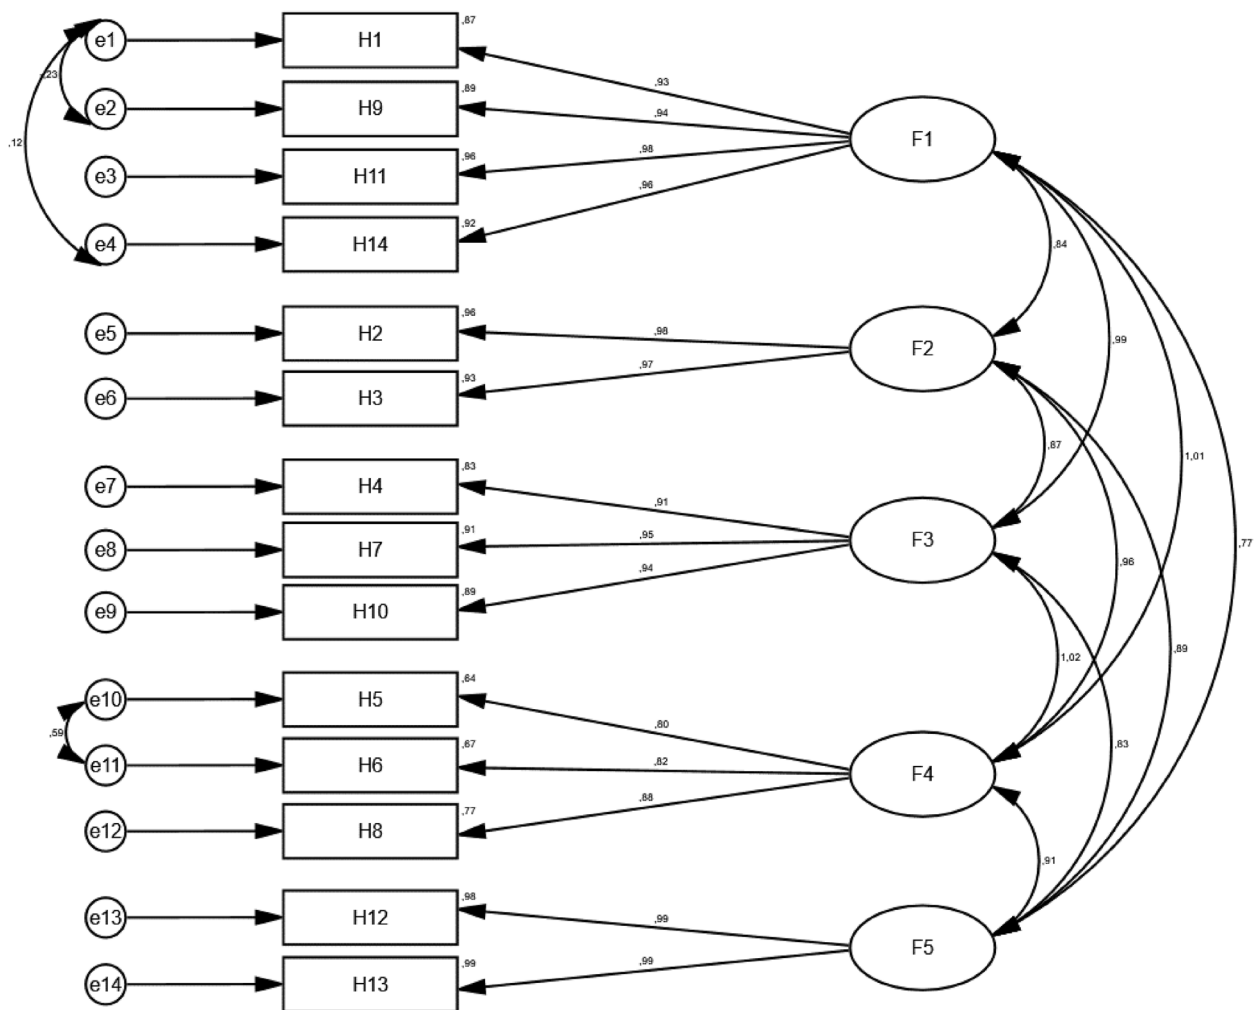 ,87
e1
H1
,23
,93
,89
e2
H9
,94
F1
,12
,96
e3
H11
,98
,96
,92
e4
H14
,84
,96
e5
H2
,98
F2
,99
,97
,93
e6
H3
,87
,83
1,01
e7
H4
,91
,91
,95
F3
,77
e8
H7
,94
,96
,89
e9
H10
,89
1,02
,64
e10
H5
,80
,59
,83
,67
e11
H6
,82
F4
,88
,77
e12
H8
,91
,98
e13
H12
,99
F5
,99
,99
e14
H13